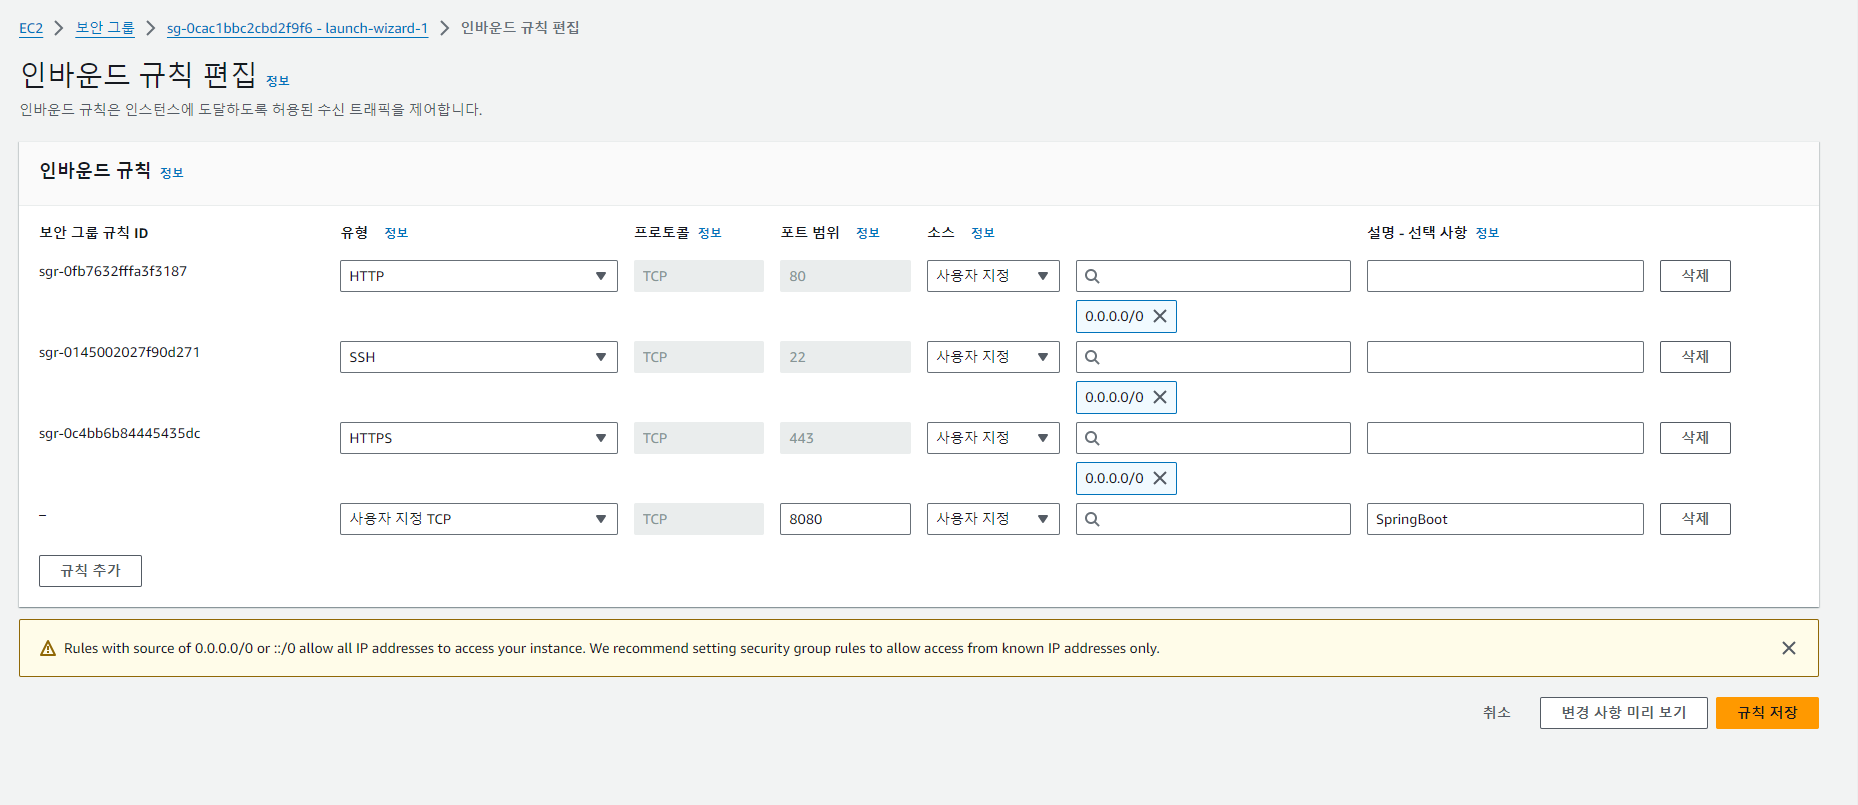 EC2 > 보안 그룹 > sg-0cac1bbc2cbd2f9f6 - launch-wizard-1 > 인바운드 규칙 편집
인바운드 규칙 편집 정보
인바운드 규칙은 인스턴스에 도달하도록 허용된 수신 트래픽을 제어합니다.
인바운드 규칙 정보
보안 그룹 규칙 ID 유형 정보 프로토콜 정보 포트 범위 정보 소스 정보 설명 - 선택 사항 정보
sgr-0fb7632fffa3f3187 HTTP TCP 80 사용자 지정 삭제
0.0.0.0/0
sgr-0145002027f90d271 SSH TCP 22 사용자 지정 삭제
0.0.0.0/0
sgr-0c4bb6b84445435dc HTTPS TCP 443 사용자 지정 삭제
0.0.0.0/0
– 사용자 지정 TCP TCP 8080 사용자 지정 SpringBoot 삭제
규칙 추가
Rules with source of 0.0.0.0/0 or ::/0 allow all IP addresses to access your instance. We recommend setting security group rules to allow access from known IP addresses only.
취소 변경 사항 미리 보기 규칙 저장